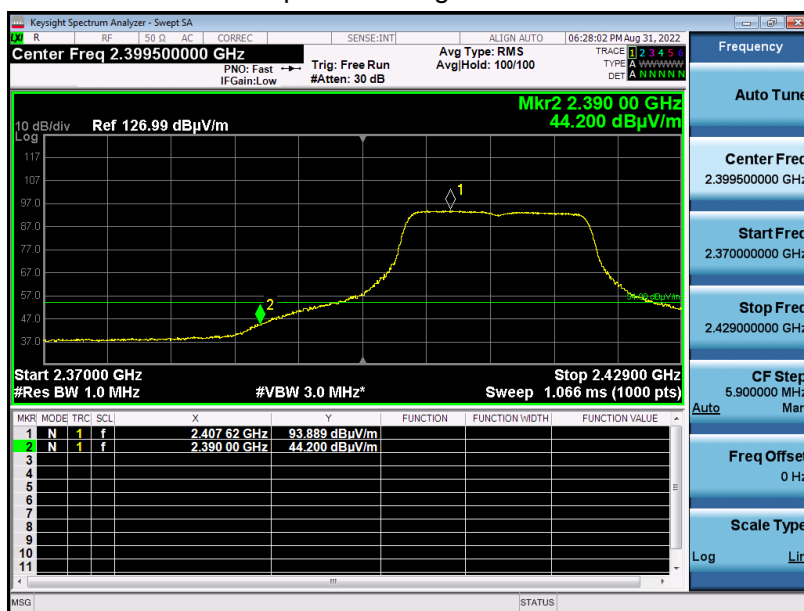 Keysight Spectrum Analyzer - Swept SA
LXI R RF 50 Ω AC CORREC SENSE:INT ALIGN AUTO 06:28:02 PM Aug 31, 2022
Center Freq 2.399500000 GHz
PNO: Fast
IFGain:Low
Trig: Free Run
#Atten: 30 dB
Avg Type: RMS
Avg|Hold: 100/100
TRACE 1 2 3 4 5 6
TYPE A WWWWW
DET A N N N N N
Frequency
Mkr2 2.390 00 GHz
44.200 dBµV/m
10 dB/div Ref 126.99 dBµV/m
Log
117
107
97.0
87.0
77.0
67.0
57.0
47.0
37.0
1
2
Start 2.37000 GHz Stop 2.42900 GHz
#Res BW 1.0 MHz #VBW 3.0 MHz* Sweep 1.066 ms (1000 pts)
MKR MODE TRC SCL X Y FUNCTION FUNCTION WIDTH FUNCTION VALUE
1 N 1 f 2.407 62 GHz 93.889 dBµV/m
2 N 1 f 2.390 00 GHz 44.200 dBµV/m
3
4
5
6
7
8
9
10
11
MSG STATUS
Auto Tune
Center Freq
2.399500000 GHz
Start Freq
2.370000000 GHz
Stop Freq
2.429000000 GHz
CF Step
5.900000 MHz
Auto Man
Freq Offset
0 Hz
Scale Type
Log Lin